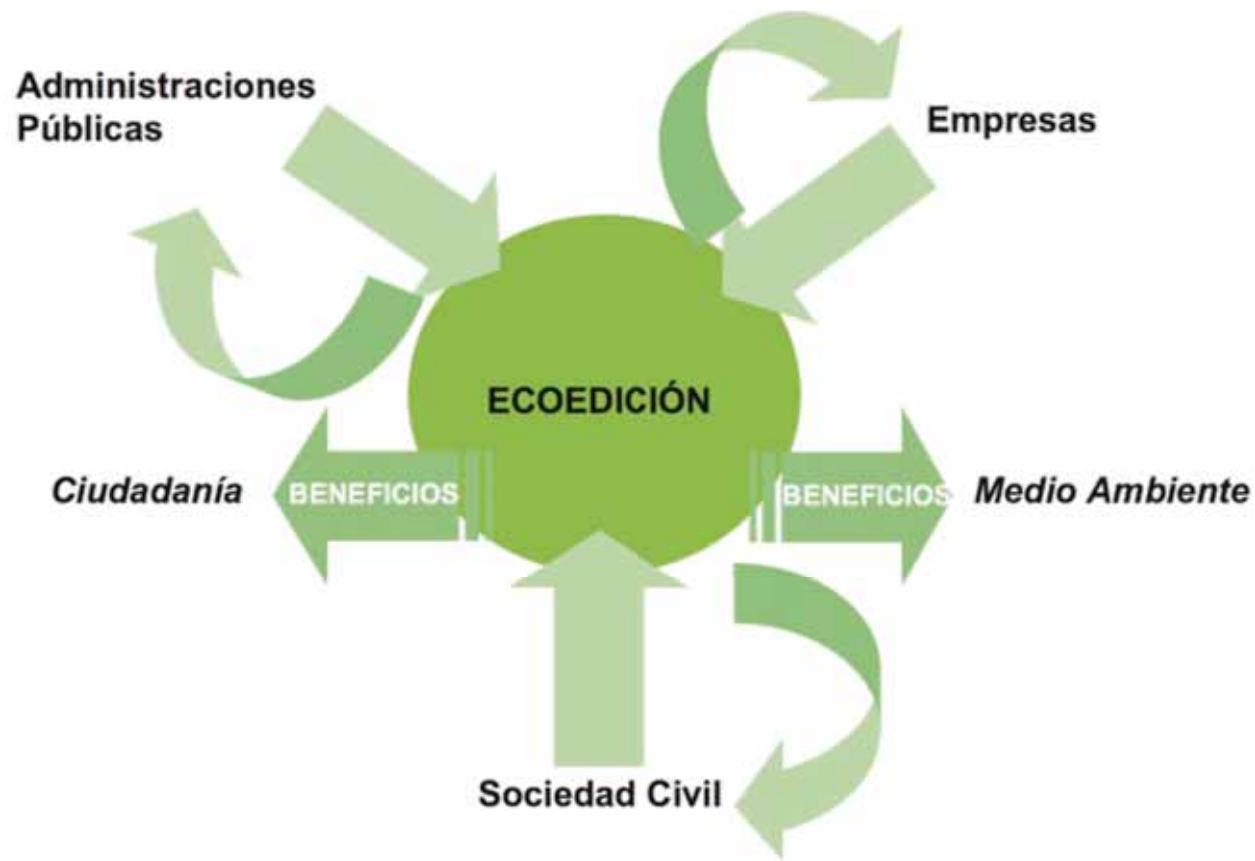 Administraciones
Públicas
Empresas
ECOEDICIÓN
Ciudadanía
BENEFICIOS
BENEFICIOS
Medio Ambiente
Sociedad Civil